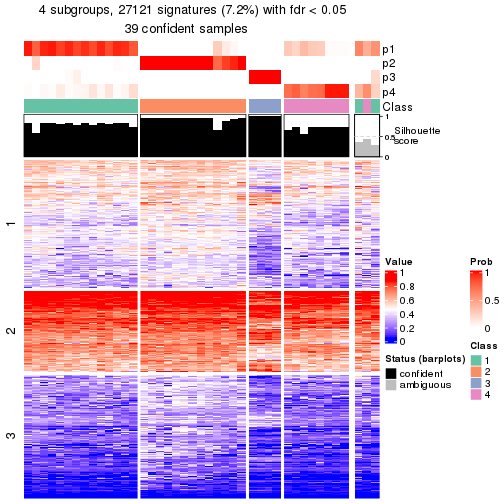 4 subgroups, 27121 signatures (7.2%) with fdr < 0.05
39 confident samples
p1
p2
p3
p4
Class
1
0.5
0
Silhouette
score
1
2
3
Value
1
0.8
0.6
0.4
0.2
0
Prob
1
0.5
0
Status (barplots)
confident
ambiguous
Class
1
2
3
4